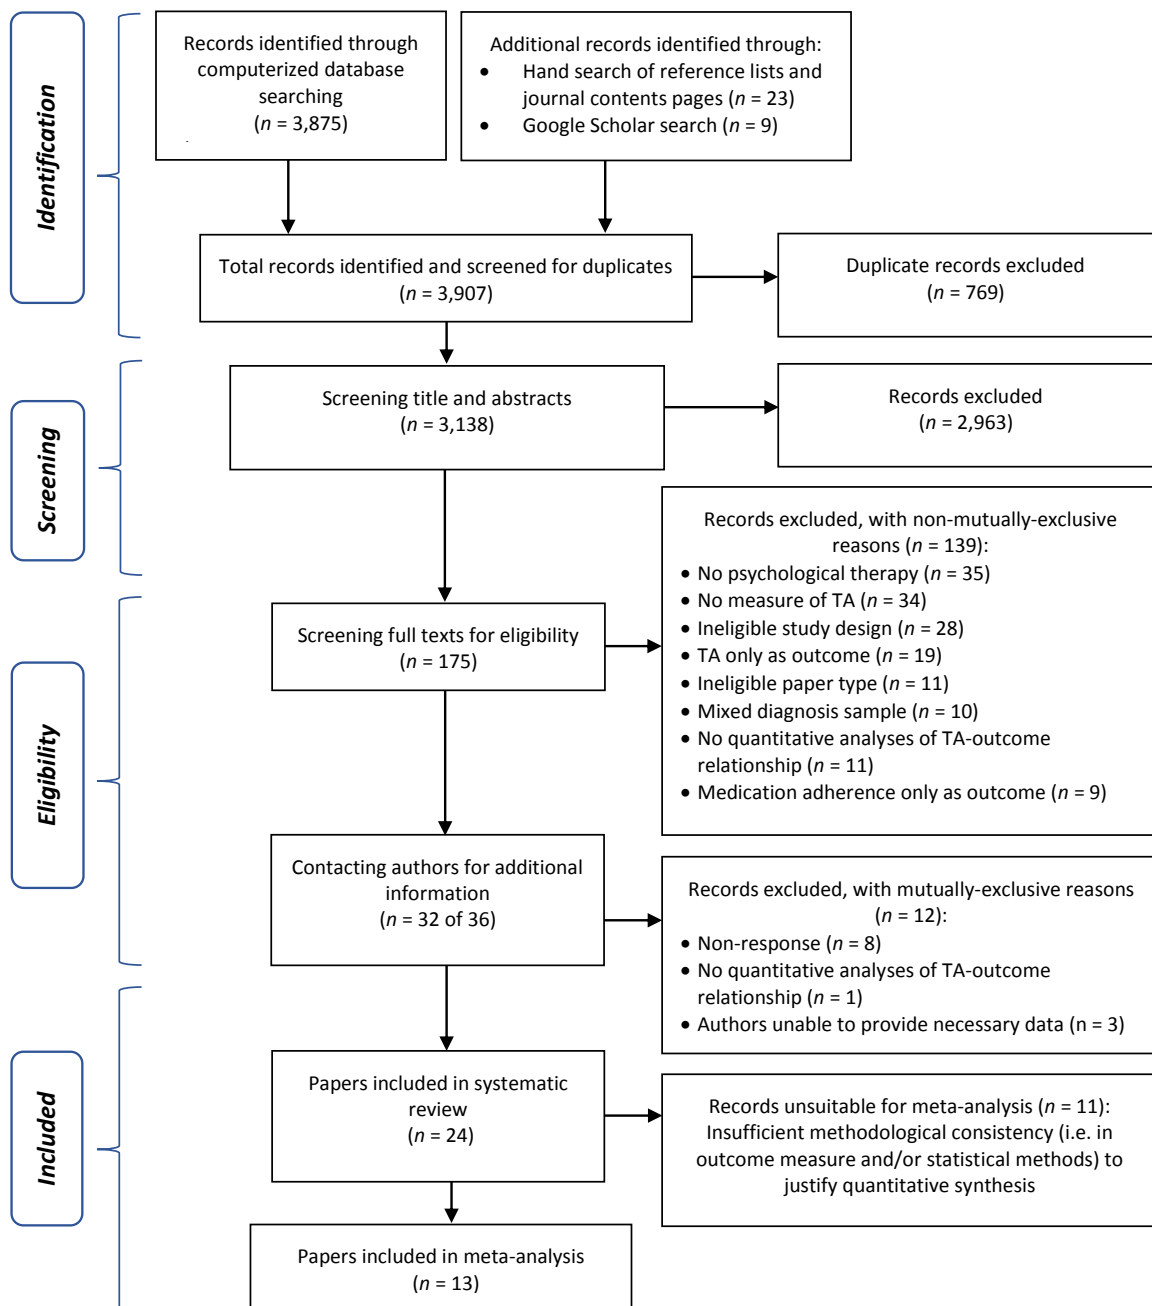 Identification
Records identified through
computerized database
searching
(n = 3,875)
Additional records identified through:
• Hand search of reference lists and
journal contents pages (n = 23)
• Google Scholar search (n = 9)
Total records identified and screened for duplicates
(n = 3,907)
Duplicate records excluded
(n = 769)
Screening
Screening title and abstracts
(n = 3,138)
Records excluded
(n = 2,963)
Eligibility
Screening full texts for eligibility
(n = 175)
Records excluded, with non-mutually-exclusive
reasons (n = 139):
• No psychological therapy (n = 35)
• No measure of TA (n = 34)
• Ineligible study design (n = 28)
• TA only as outcome (n = 19)
• Ineligible paper type (n = 11)
• Mixed diagnosis sample (n = 10)
• No quantitative analyses of TA-outcome
relationship (n = 11)
• Medication adherence only as outcome (n = 9)
Contacting authors for additional
information
(n = 32 of 36)
Records excluded, with mutually-exclusive reasons
(n = 12):
• Non-response (n = 8)
• No quantitative analyses of TA-outcome
relationship (n = 1)
• Authors unable to provide necessary data (n = 3)
Included
Papers included in systematic
review
(n = 24)
Records unsuitable for meta-analysis (n = 11):
Insufficient methodological consistency (i.e. in
outcome measure and/or statistical methods) to
justify quantitative synthesis
Papers included in meta-analysis
(n = 13)